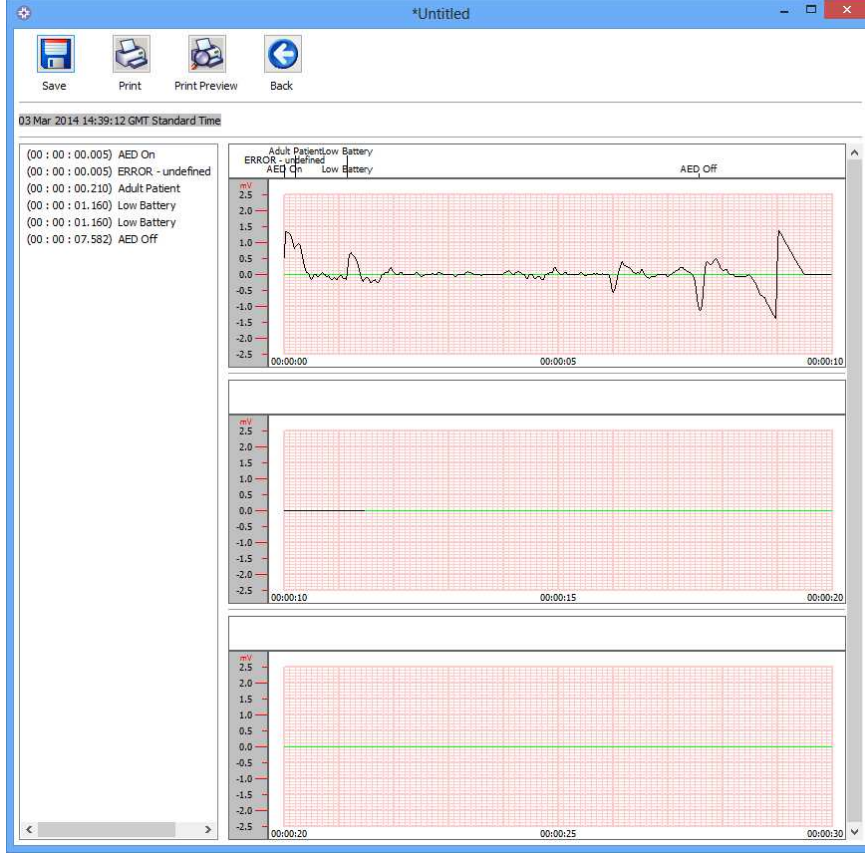 *Untitled
Save Print Print Preview Back
03 Mar 2014 14:39:12 GMT Standard Time
(00 : 00 : 00.005) AED On
(00 : 00 : 00.005) ERROR - undefined
(00 : 00 : 00.210) Adult Patient
(00 : 00 : 01.160) Low Battery
(00 : 00 : 01.160) Low Battery
(00 : 00 : 07.582) AED Off
Adult Patient Low Battery
ERROR - undefined
AED On Low Battery AED Off
mV
2.5
2.0
1.5
1.0
0.5
0.0
-0.5
-1.0
-1.5
-2.0
-2.5
00:00:00 00:00:05 00:00:10
mV
2.5
2.0
1.5
1.0
0.5
0.0
-0.5
-1.0
-1.5
-2.0
-2.5
00:00:10 00:00:15 00:00:20
mV
2.5
2.0
1.5
1.0
0.5
0.0
-0.5
-1.0
-1.5
-2.0
-2.5
00:00:20 00:00:25 00:00:30